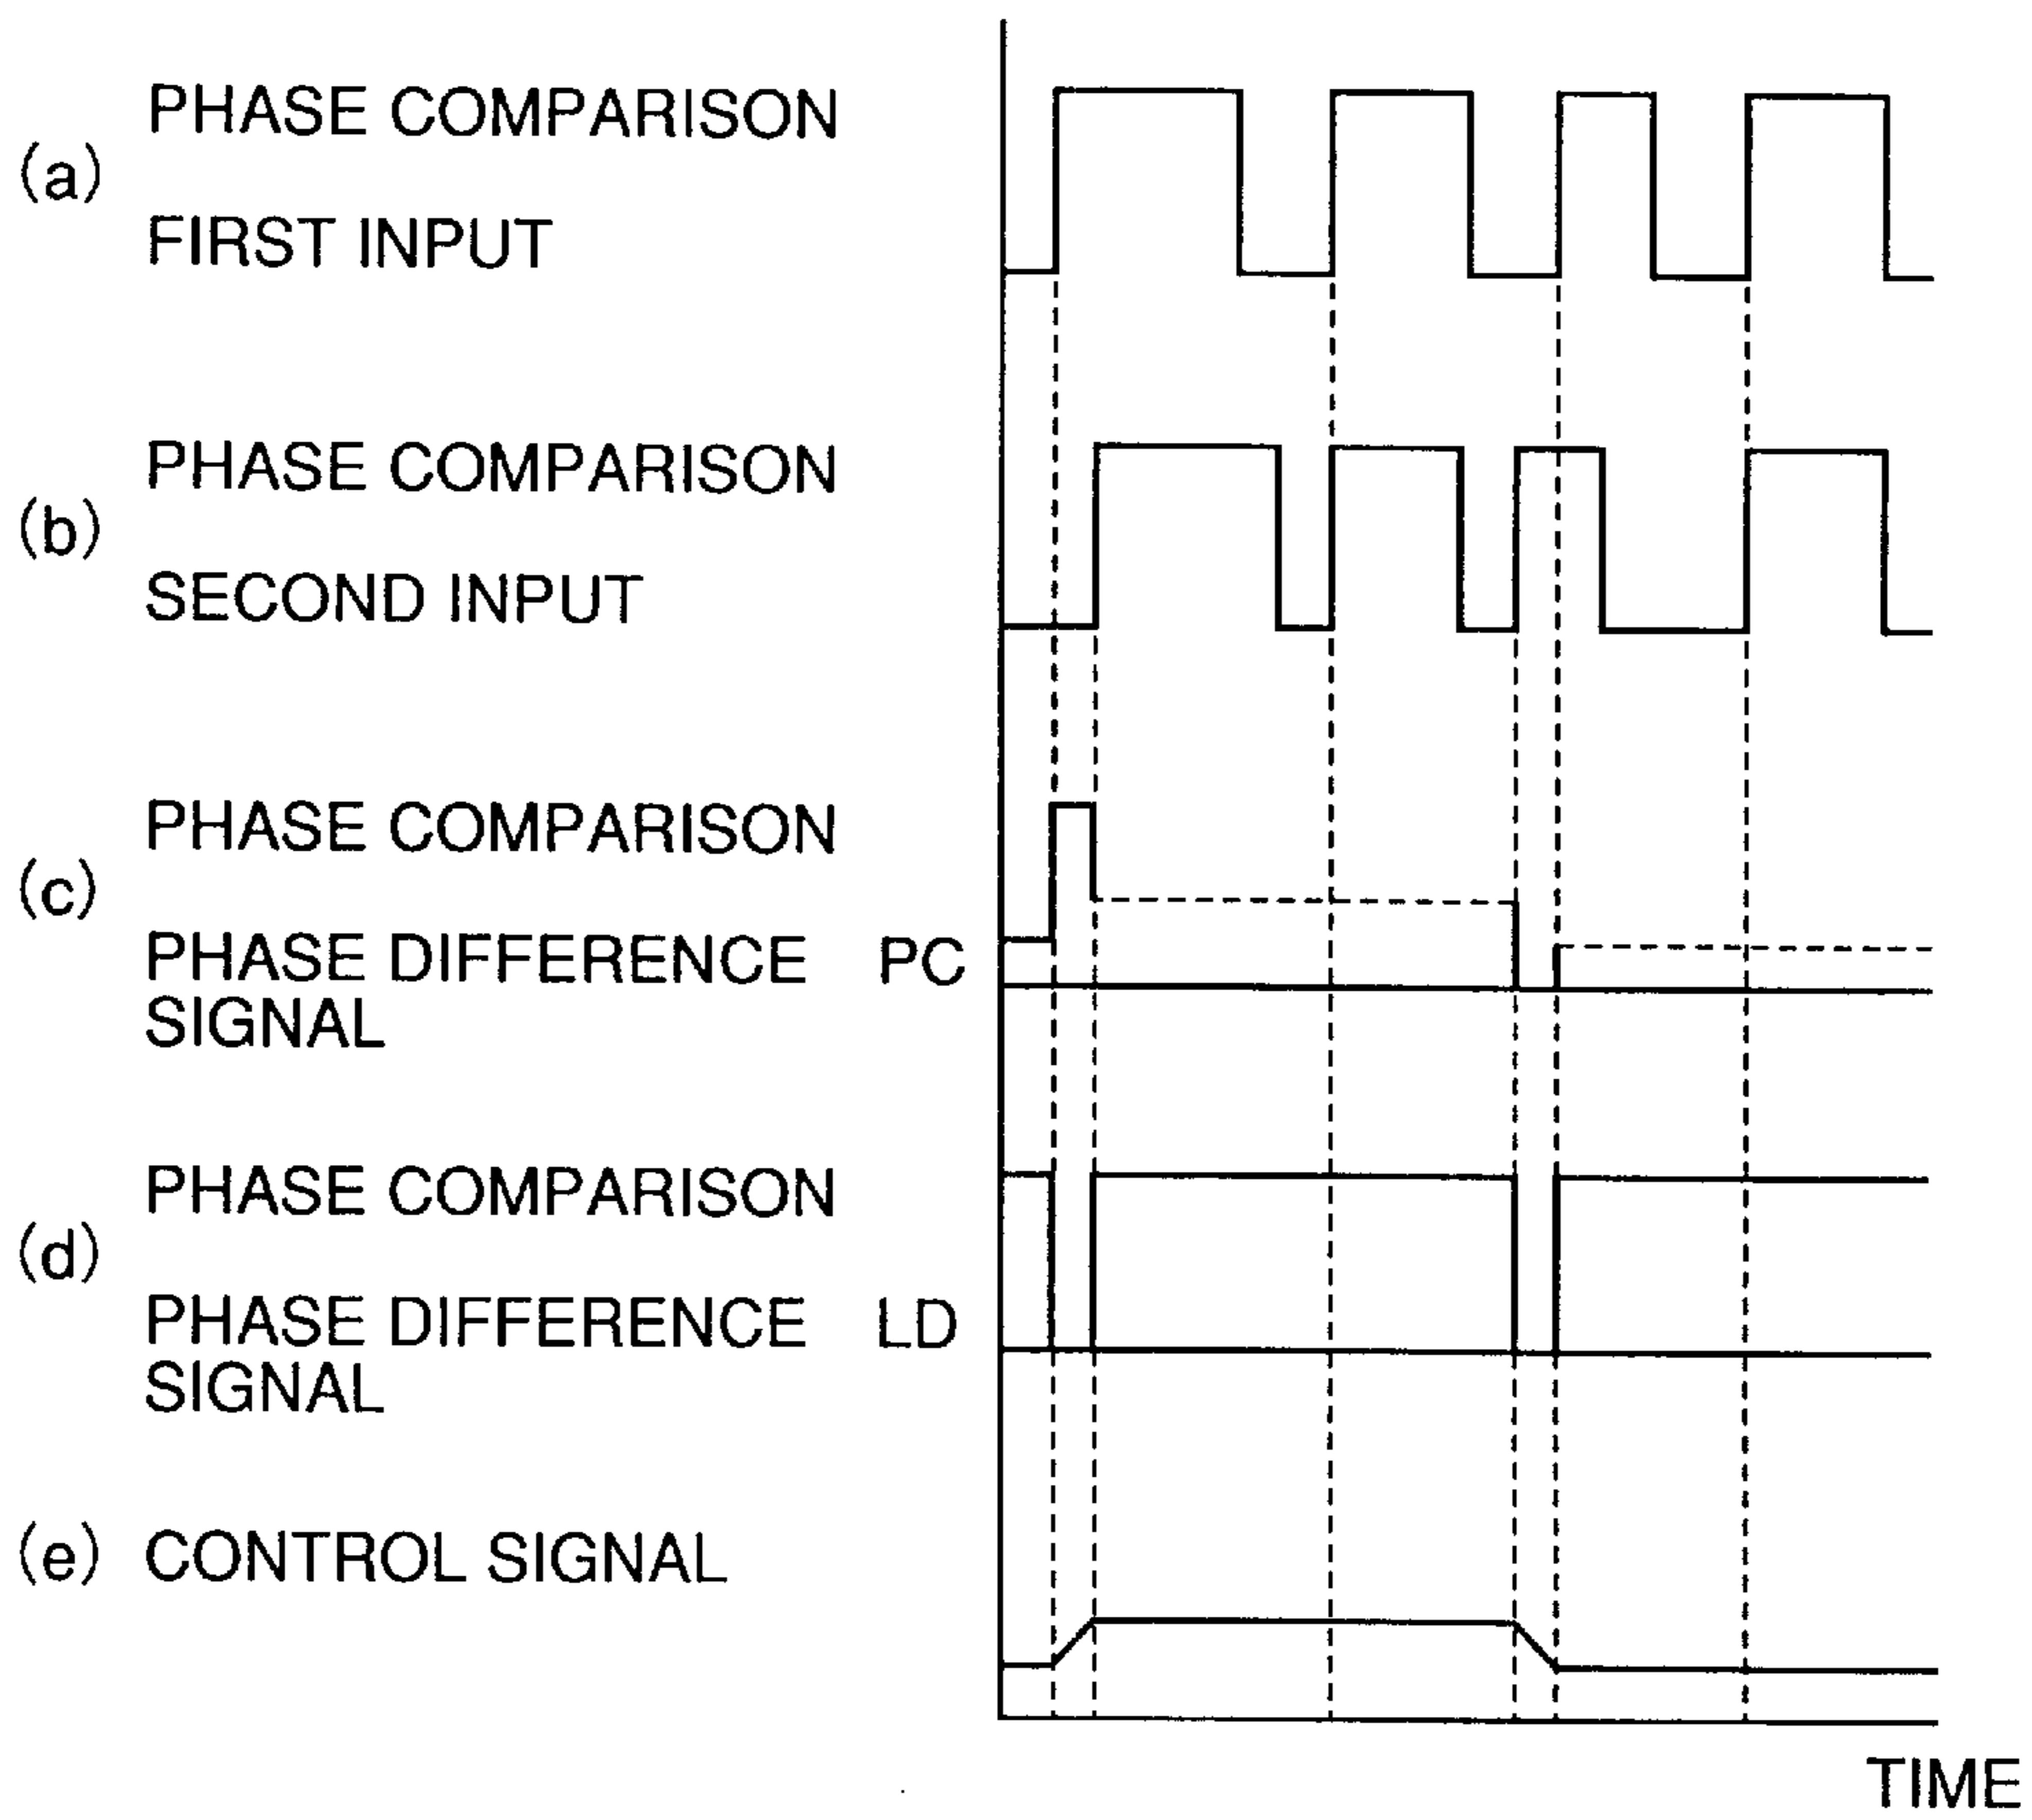 PHASE COMPARISON
(a)
FIRST INPUT
PHASE COMPARISON
(b)
SECOND INPUT
PHASE COMPARISON
(c)
PHASE DIFFERENCE PC
SIGNAL
PHASE COMPARISON
(d)
PHASE DIFFERENCE LD
SIGNAL
(e) CONTROL SIGNAL
TIME